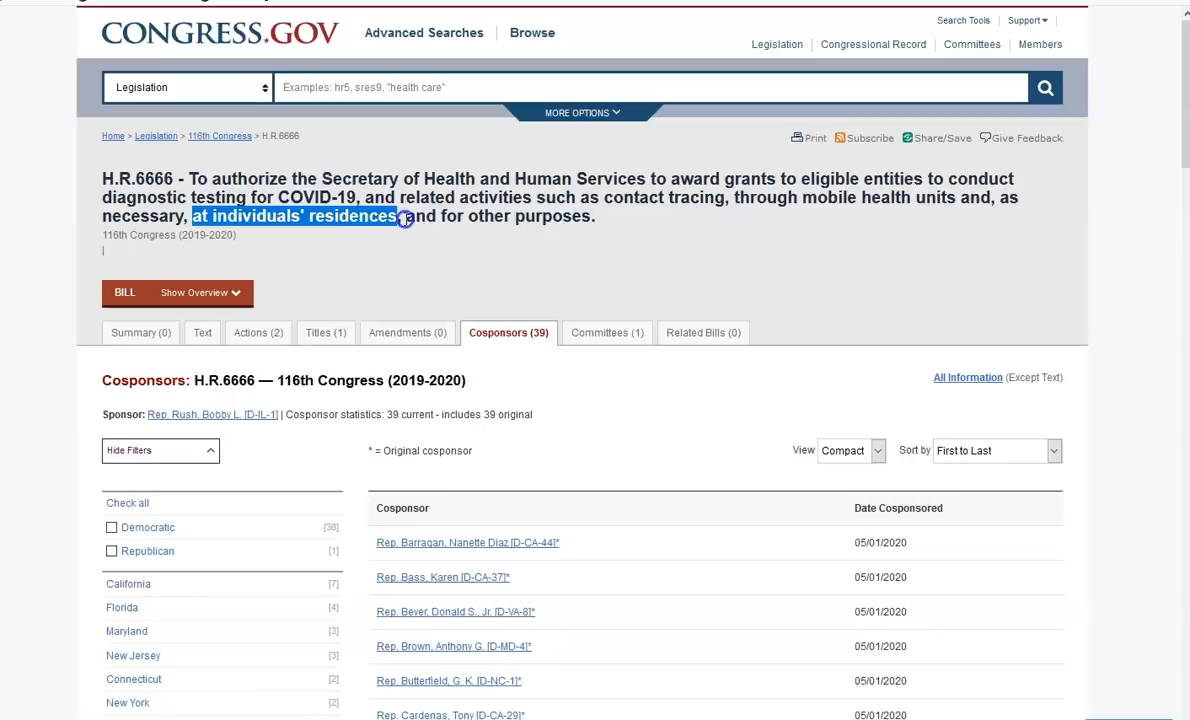 CONGRESS.GOV Advanced Searches Browse
Search Tools Support
Legislation Congressional Record Committees Members
Legislation Examples: hr5, sres9, "health care"
MORE OPTIONS
Home > Legislation > 116th Congress > H.R.6666
Print Subscribe Share/Save Give Feedback
H.R.6666 - To authorize the Secretary of Health and Human Services to award grants to eligible entities to conduct
diagnostic testing for COVID-19, and related activities such as contact tracing, through mobile health units and, as
necessary, at individuals' residences, and for other purposes.
116th Congress (2019-2020)
|
BILL Show Overview
Summary (0) Text Actions (2) Titles (1) Amendments (0) Cosponsors (39) Committees (1) Related Bills (0)
Cosponsors: H.R.6666 — 116th Congress (2019-2020)
All Information (Except Text)
Sponsor: Rep. Rush, Bobby L. [D-IL-1] | Cosponsor statistics: 39 current - includes 39 original
Hide Filters
* = Original cosponsor
View Compact Sort by First to Last
Check all
Democratic [38]
Republican [1]
California [7]
Florida [4]
Maryland [3]
New Jersey [3]
Connecticut [2]
New York [2]
Cosponsor Date Cosponsored
Rep. Barragan, Nanette Diaz [D-CA-44]* 05/01/2020
Rep. Bass, Karen [D-CA-37]* 05/01/2020
Rep. Beyer, Donald S., Jr. [D-VA-8]* 05/01/2020
Rep. Brown, Anthony G. [D-MD-4]* 05/01/2020
Rep. Butterfield, G. K. [D-NC-1]* 05/01/2020
Rep. Cardenas, Tony [D-CA-29]* 05/01/2020